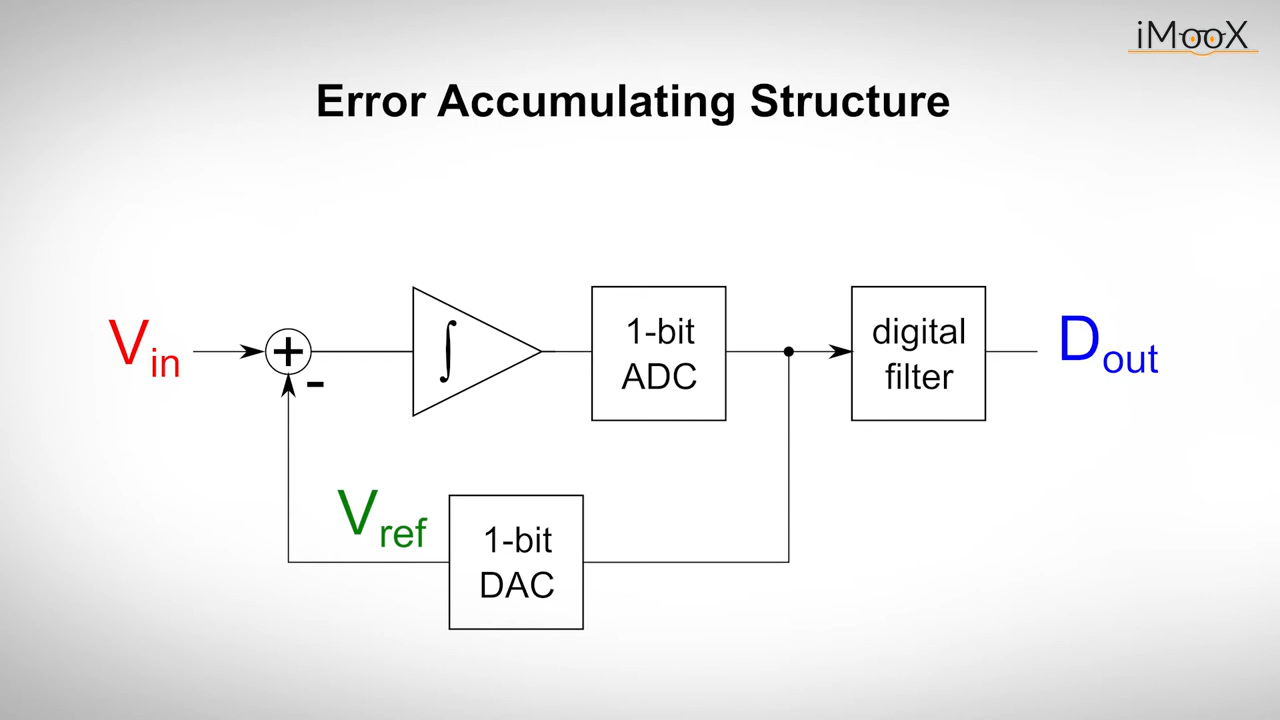 iMooX
Error Accumulating Structure
Vin
+
-
∫
1-bit
ADC
digital
filter
Dout
Vref
1-bit
DAC